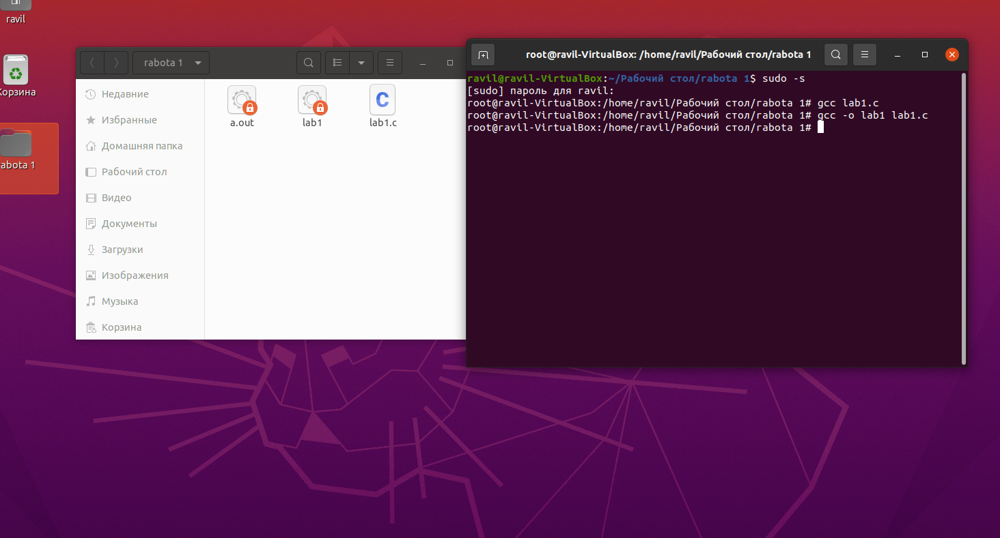 ravil
Корзина
rabota 1
rabota 1
Недавние
Избранные
Домашняя папка
Рабочий стол
Видео
Документы
Загрузки
Изображения
Музыка
Корзина
a.out
lab1
lab1.c
root@ravil-VirtualBox: /home/ravil/Рабочий стол/rabota 1
ravil@ravil-VirtualBox:~/Рабочий стол/rabota 1$ sudo -s
[sudo] пароль для ravil:
root@ravil-VirtualBox:/home/ravil/Рабочий стол/rabota 1# gcc lab1.c
root@ravil-VirtualBox:/home/ravil/Рабочий стол/rabota 1# gcc -o lab1 lab1.c
root@ravil-VirtualBox:/home/ravil/Рабочий стол/rabota 1#